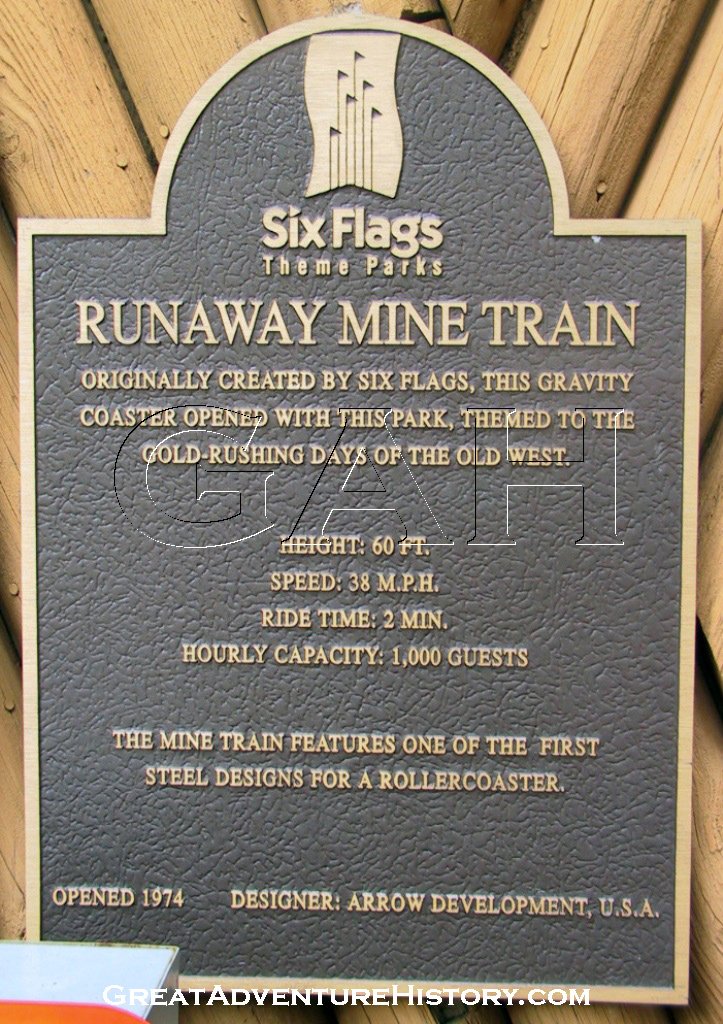 Six Flags
Theme Parks
RUNAWAY MINE TRAIN
ORIGINALLY CREATED BY SIX FLAGS, THIS GRAVITY
COASTER OPENED WITH THIS PARK, THEMED TO THE
GOLD-RUSHING DAYS OF THE OLD WEST.
GAH
HEIGHT: 60 FT.
SPEED: 38 M.P.H.
RIDE TIME: 2 MIN.
HOURLY CAPACITY: 1,000 GUESTS
THE MINE TRAIN FEATURES ONE OF THE FIRST
STEEL DESIGNS FOR A ROLLERCOASTER.
OPENED 1974 DESIGNER: ARROW DEVELOPMENT, U.S.A.
GREATADVENTUREHISTORY.COM